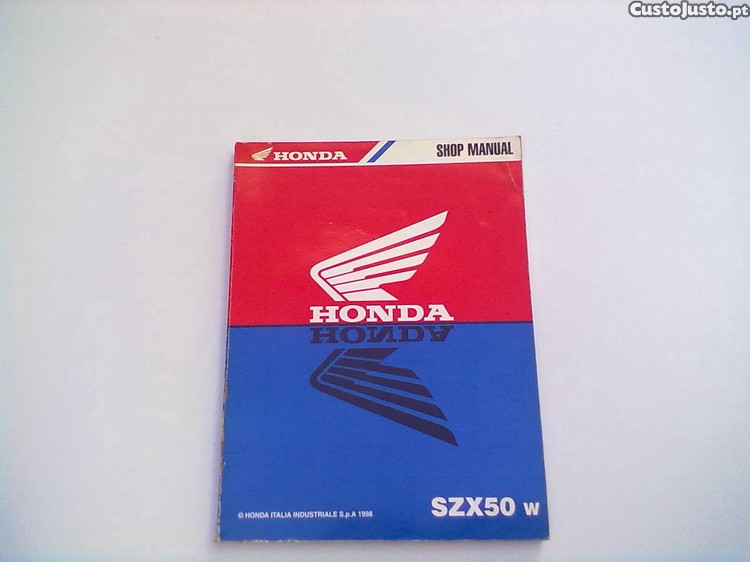 CustoJusto.pt
HONDA
SHOP MANUAL
HONDA
HONDA
© HONDA ITALIA INDUSTRIALE S.p.A 1998
SZX50 W